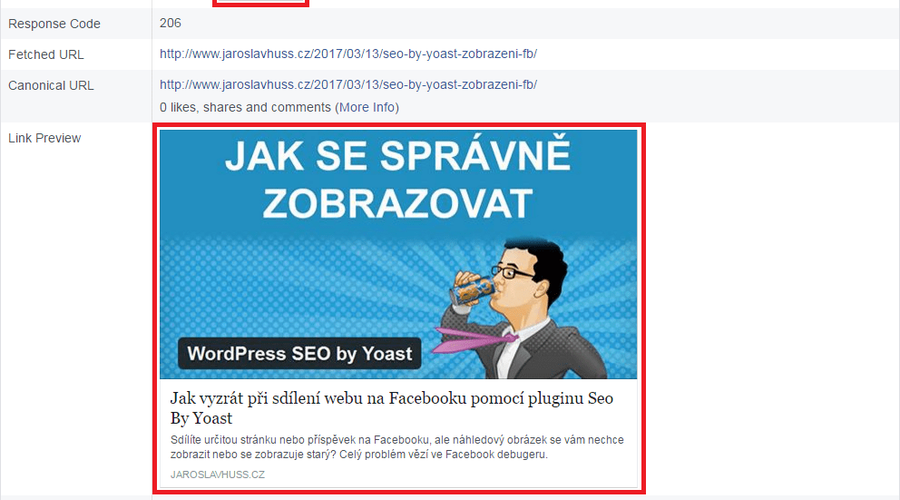 Response Code 206
Fetched URL http://www.jaroslavhuss.cz/2017/03/13/seo-by-yoast-zobrazeni-fb/
Canonical URL http://www.jaroslavhuss.cz/2017/03/13/seo-by-yoast-zobrazeni-fb/
0 likes, shares and comments (More Info)
Link Preview
JAK SE SPRÁVNĚ
ZOBRAZOVAT
WordPress SEO by Yoast
Jak vyzrát při sdílení webu na Facebooku pomocí pluginu Seo
By Yoast
Sdílíte určitou stránku nebo příspěvek na Facebooku, ale náhledový obrázek se vám nechce
zobrazit nebo se zobrazuje starý? Celý problém vězí ve Facebook debugeru.
JAROSLAVHUSS.CZ